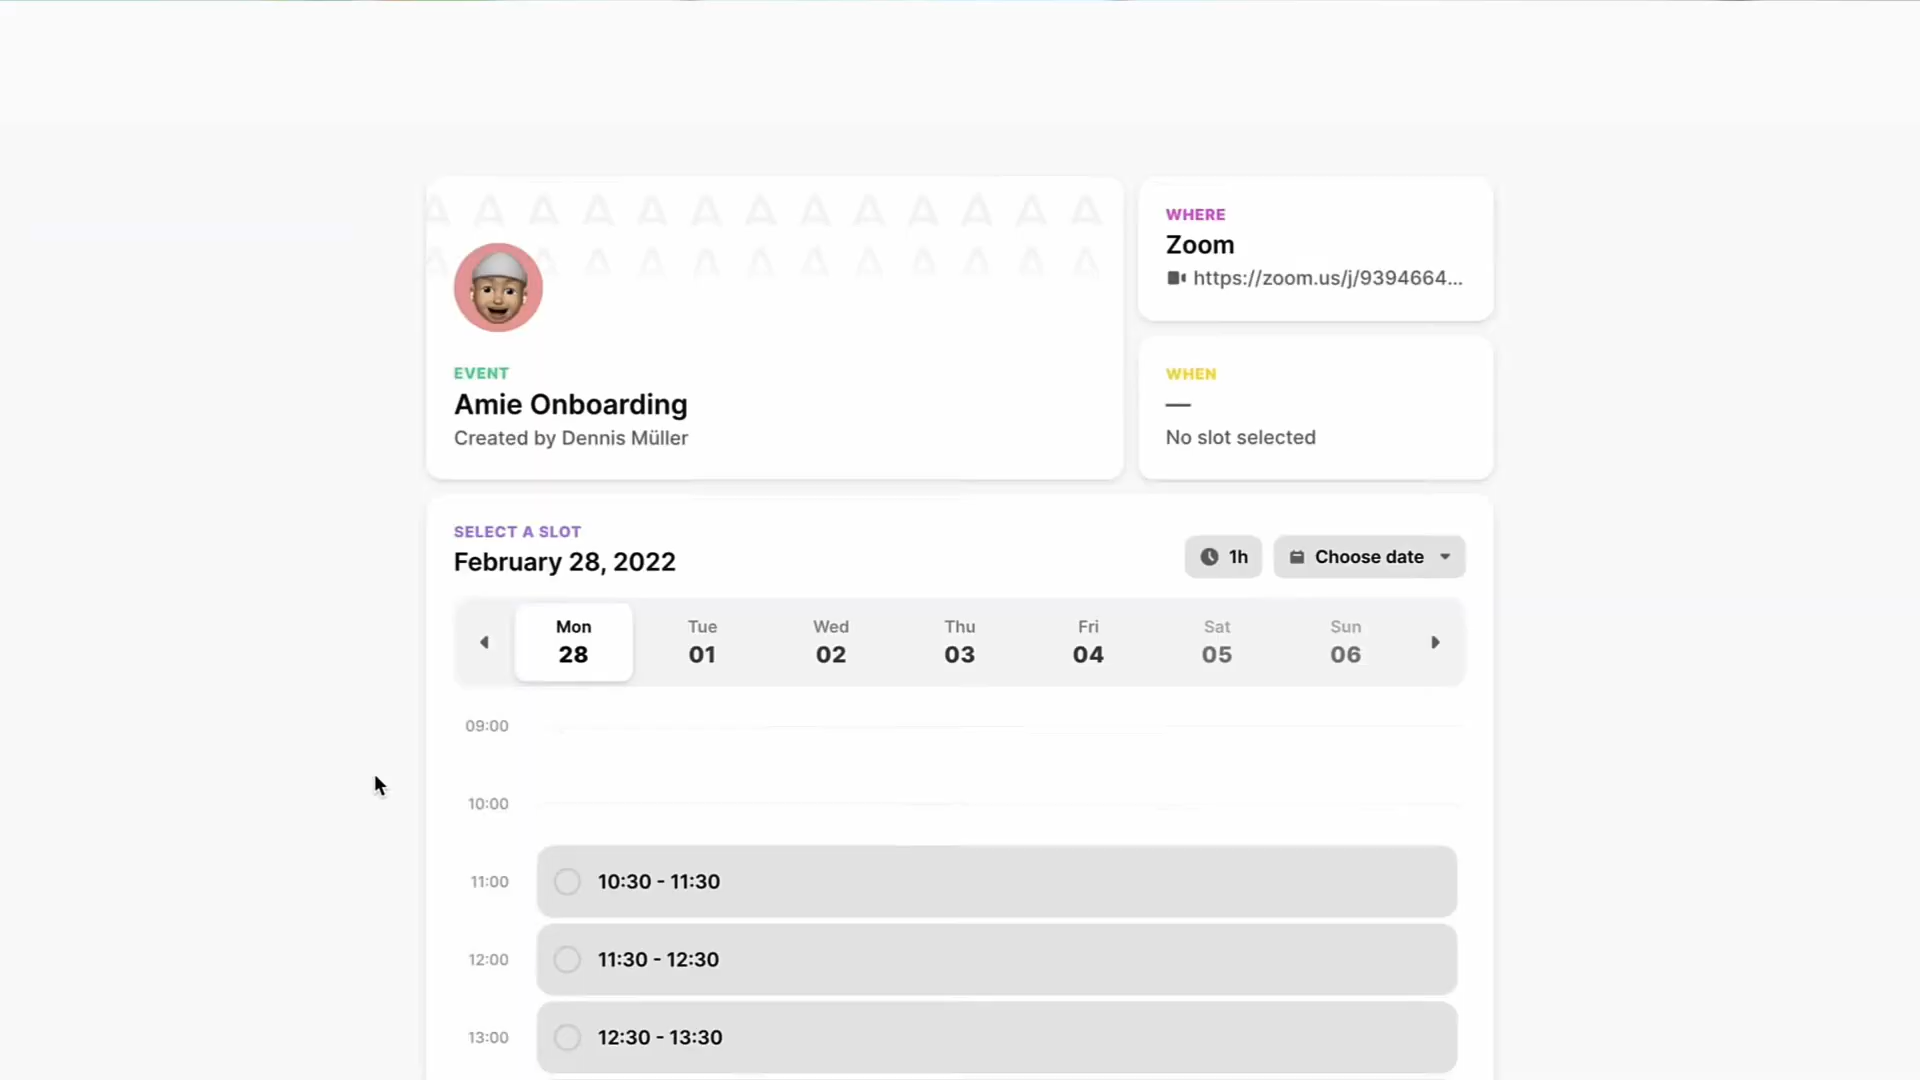 EVENT
Amie Onboarding
Created by Dennis Müller
WHERE
Zoom
https://zoom.us/j/9394664...
WHEN
—
No slot selected
SELECT A SLOT
February 28, 2022
1h
Choose date
Mon Tue Wed Thu Fri Sat Sun
28 01 02 03 04 05 06
09:00
10:00
11:00
10:30 - 11:30
12:00
11:30 - 12:30
13:00
12:30 - 13:30